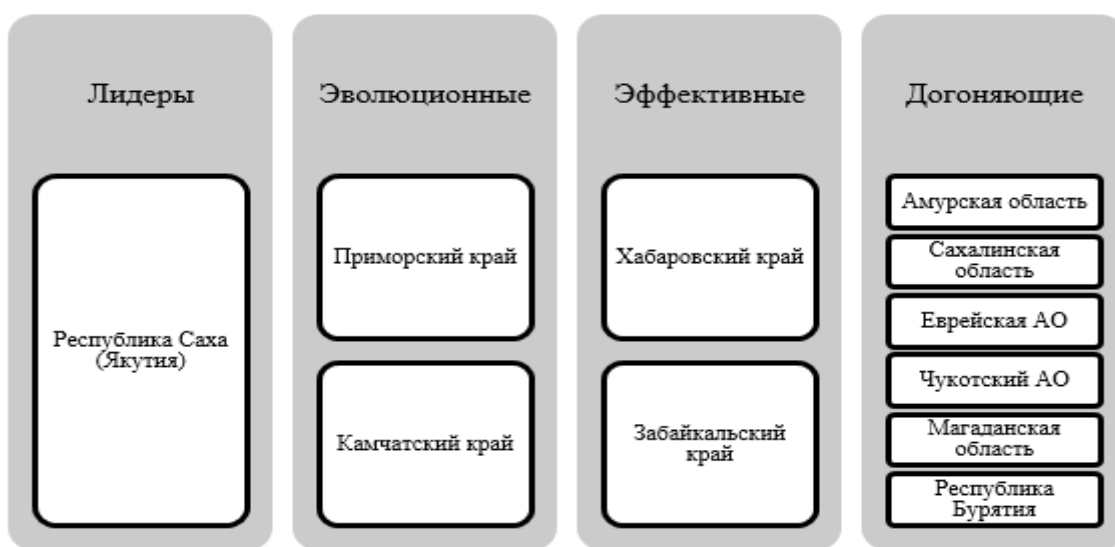 Лидеры
Республика Саха
(Якутия)
Эволюционные
Приморский край
Камчатский край
Эффективные
Хабаровский край
Забайкальский
край
Догоняющие
Амурская область
Сахалинская
область
Еврейская АО
Чукотский АО
Магаданская
область
Республика
Бурятия